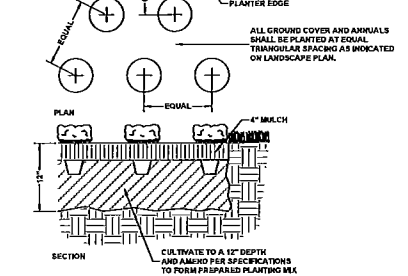 PLANTER EDGE
EQUAL
ALL GROUND COVER AND ANNUALS
SHALL BE PLANTED AT EQUAL
TRIANGULAR SPACING AS INDICATED
ON LANDSCAPE PLAN.
EQUAL
PLAN
4" MULCH
12"
CULTIVATE TO A 12" DEPTH
AND AMEND PER SPECIFICATIONS
TO FORM PREPARED PLANTING MIX
SECTION